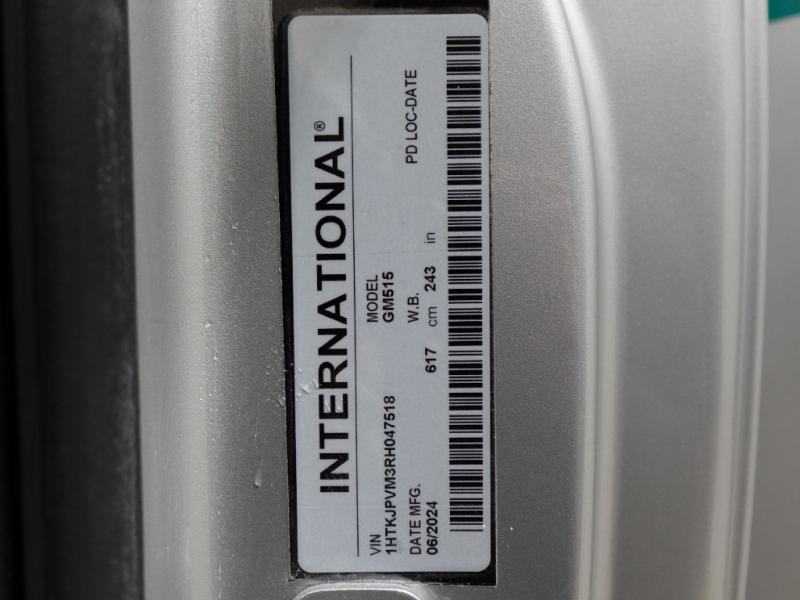 INTERNATIONAL®
VIN
1HTKJPVM3RH047518
MODEL
GM515
DATE MFG.
06/2024
W.B.
617 cm 243 in
PD LOC-DATE